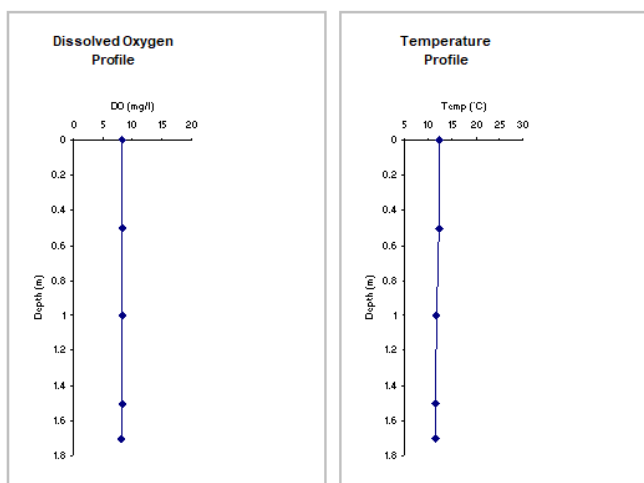 Dissolved Oxygen
Profile
DO (mg/l)
0 5 10 15 20
0
0.2
0.4
0.6
0.8
1
1.2
1.4
1.6
1.8
Depth (m)
Temperature
Profile
Temp (˚C)
5 10 15 20 25 30
0
0.2
0.4
0.6
0.8
1
1.2
1.4
1.6
1.8
Depth (m)